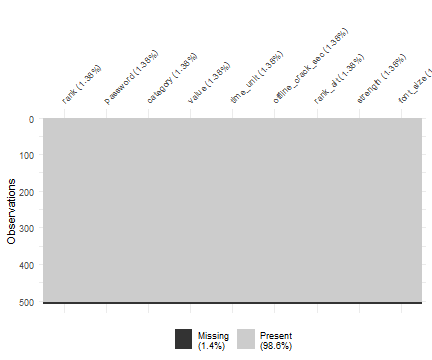 rank (1.38%)
password (1.38%)
category (1.38%)
value (1.38%)
time_unit (1.38%)
offline_crack_sec (1.38%)
rank_alt (1.38%)
strength (1.38%)
font_size (
0
100
200
300
400
500
Observations
Missing
(1.4%)
Present
(98.6%)